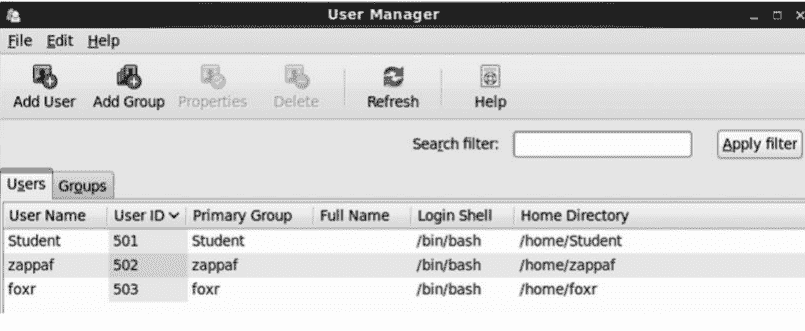 User Manager
File Edit Help
Add User Add Group Properties Delete Refresh Help
Search filter: Apply filter
Users Groups
User Name User ID Primary Group Full Name Login Shell Home Directory
Student 501 Student /bin/bash /home/Student
zappaf 502 zappaf /bin/bash /home/zappaf
foxr 503 foxr /bin/bash /home/foxr